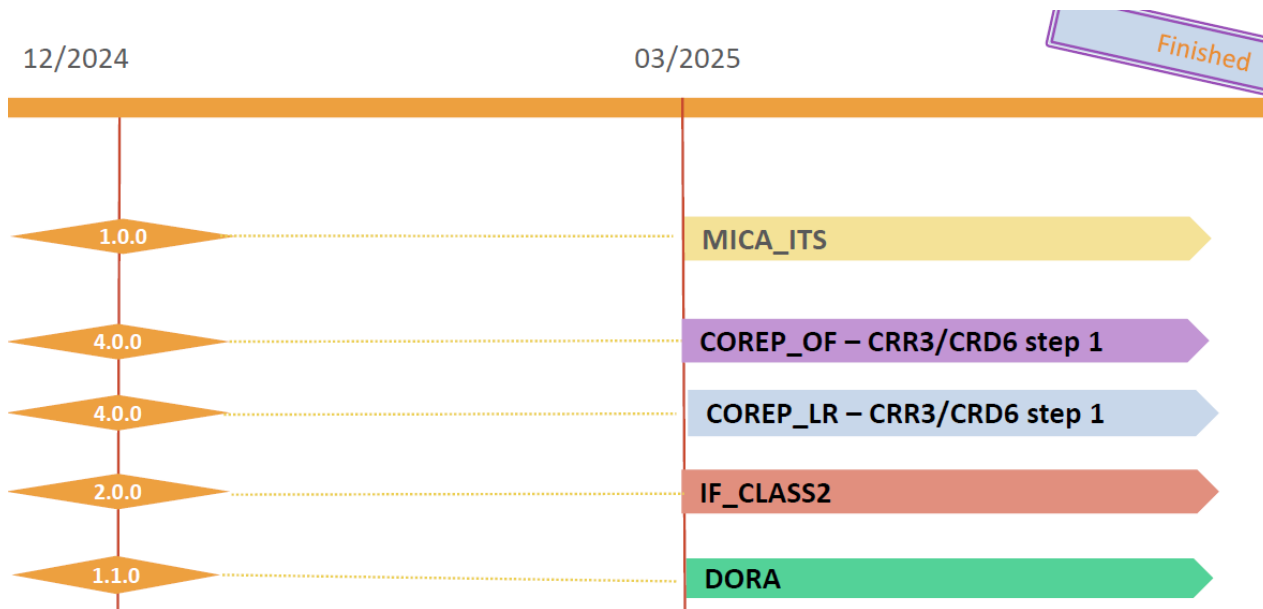 12/2024
03/2025
Finished
1.0.0
MICA_ITS
4.0.0
COREP_OF – CRR3/CRD6 step 1
4.0.0
COREP_LR – CRR3/CRD6 step 1
2.0.0
IF_CLASS2
1.1.0
DORA